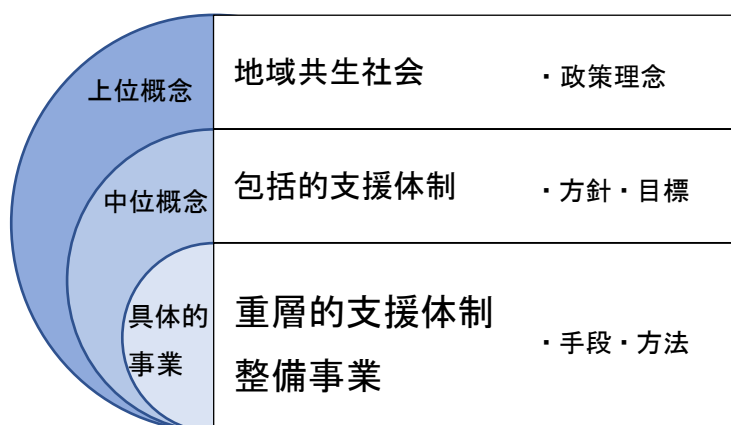 上位概念
地域共生社会
・政策理念
中位概念
包括的支援体制
・方針・目標
具体的
事業
重層的支援体制
整備事業
・手段・方法